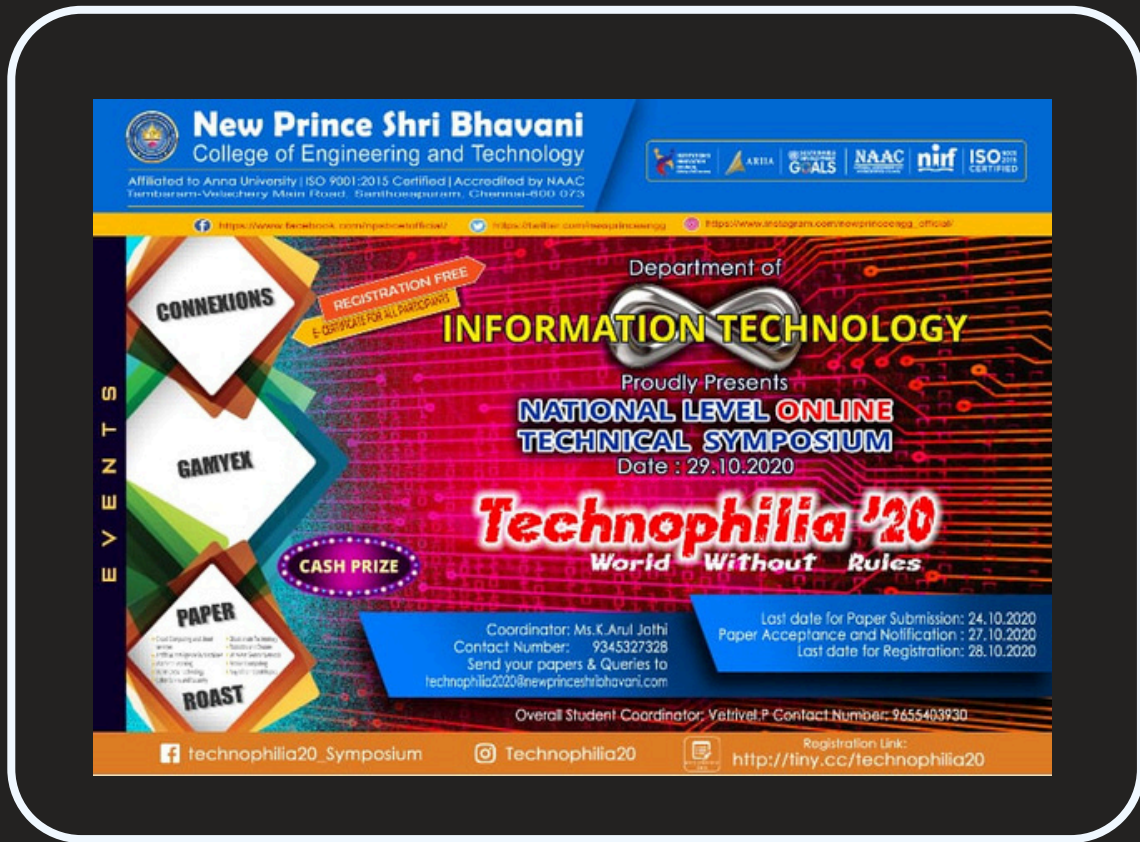 New Prince Shri Bhavani
College of Engineering and Technology
Affiliated to Anna University | ISO 9001:2015 Certified | Accredited by NAAC
Tambaram-Velachery Main Road, Santhosapuram, Chennai-600 073
ARIIA
GOALS
NAAC
nirf
ISO 9001 2015 CERTIFIED
https://www.facebook.com/npsbcetofficial/
https://twitter.com/newprinceengg
https://www.instagram.com/newprinceengg_official/
EVENTS
CONNEXIONS
REGISTRATION FREE
E- CERTIFICATE FOR ALL PARTICIPANTS
GAMYEX
CASH PRIZE
PAPER
ROAST
Department of
INFORMATION TECHNOLOGY
Proudly Presents
NATIONAL LEVEL ONLINE
TECHNICAL SYMPOSIUM
Date : 29.10.2020
Technophilia '20
World Without Rules
Coordinator: Ms.K.Arul Jothi
Contact Number: 9345327328
Send your papers & Queries to
technophilia2020@newprinceshribhavani.com
Last date for Paper Submission: 24.10.2020
Paper Acceptance and Notification : 27.10.2020
Last date for Registration: 28.10.2020
Overall Student Coordinator: Vetrivel.P Contact Number: 9655403930
technophilia20_Symposium
Technophilia20
Registration Link:
http://tiny.cc/technophilia20